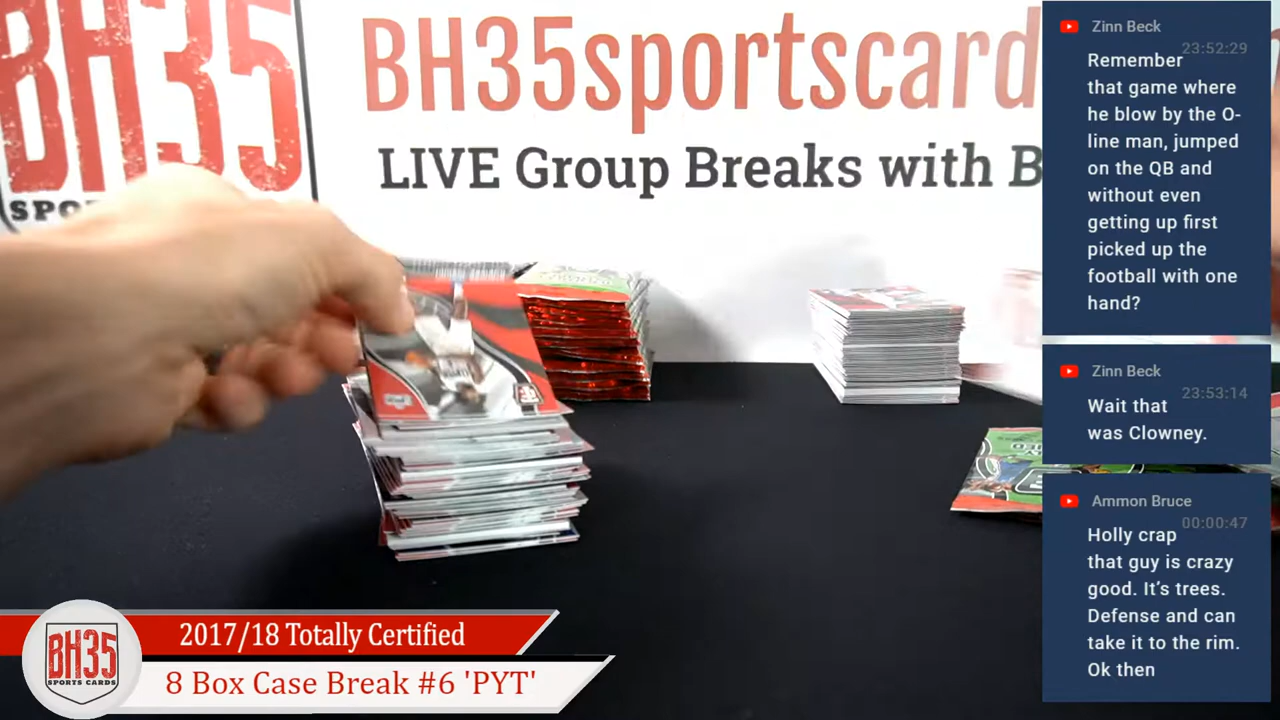 BH35
SPO
BH35sportscard
LIVE Group Breaks with B
Zinn Beck
23:52:29
Remember
that game where
he blow by the O-
line man, jumped
on the QB and
without even
getting up first
picked up the
football with one
hand?
Zinn Beck
23:53:14
Wait that
was Clowney.
Ammon Bruce
00:00:47
Holly crap
that guy is crazy
good. It's trees.
Defense and can
take it to the rim.
Ok then
BH35
SPORTS CARDS
2017/18 Totally Certified
8 Box Case Break #6 'PYT'